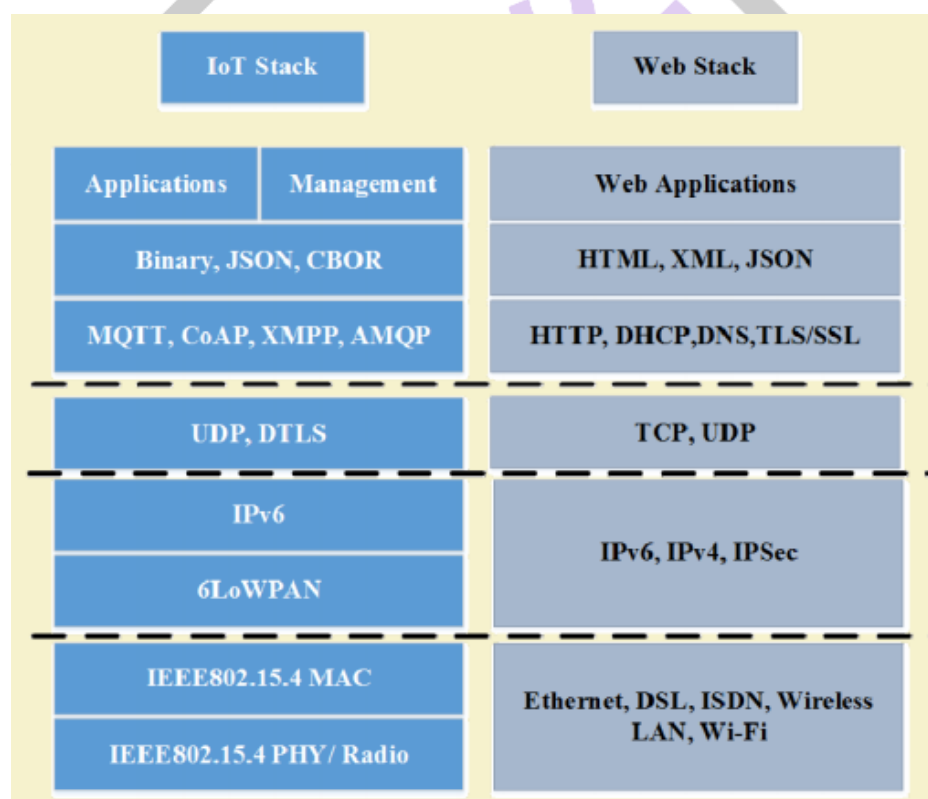 IoT Stack
Web Stack
Applications
Management
Web Applications
Binary, JSON, CBOR
HTML, XML, JSON
MQTT, CoAP, XMPP, AMQP
HTTP, DHCP,DNS,TLS/SSL
UDP, DTLS
TCP, UDP
IPv6
6LoWPAN
IPv6, IPv4, IPSec
IEEE802.15.4 MAC
IEEE802.15.4 PHY/ Radio
Ethernet, DSL, ISDN, Wireless
LAN, Wi-Fi